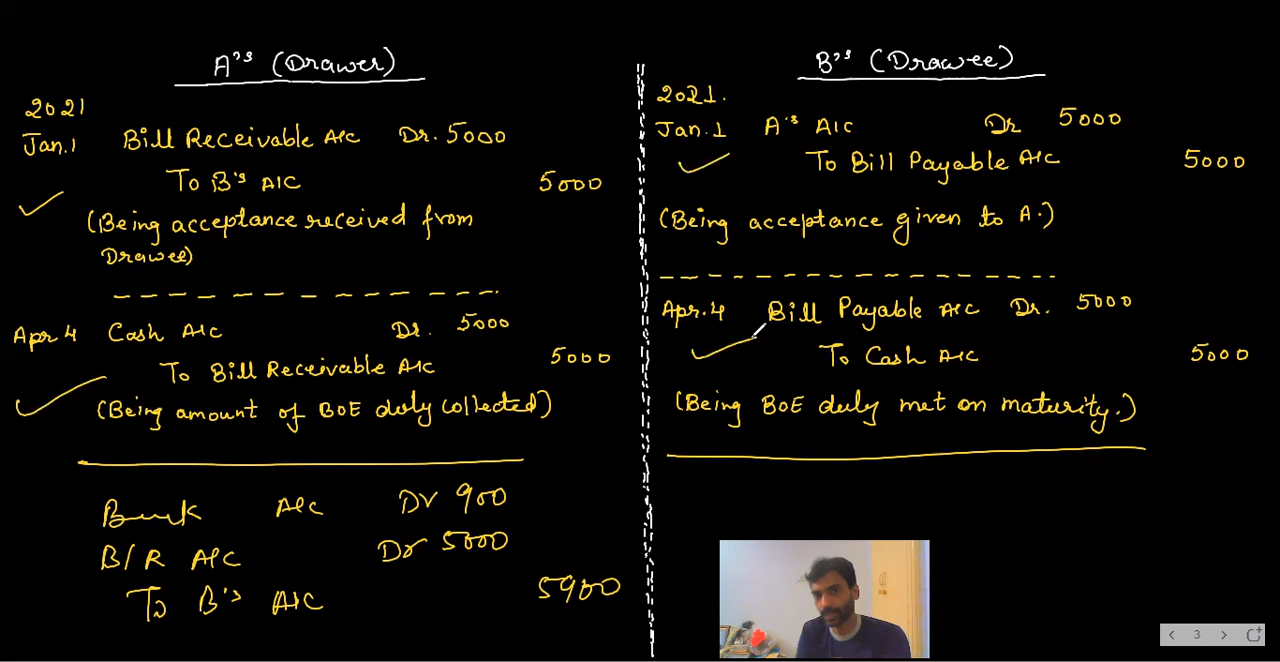 A's (Drawer)
2021
Jan.1 Bill Receivable A/C Dr. 5000
To B's A/C 5000
(Being acceptance received from
Drawee)
Apr.4 Cash A/C Dr. 5000
To Bill Receivable A/C 5000
(Being amount of BOE duly collected)
Bank A/C Dr 900
B/R A/C Dr 5000
To B's A/C 5900
B's (Drawee)
2021.
Jan.1 A's A/C Dr 5000
To Bill Payable A/C 5000
(Being acceptance given to A.)
Apr.4 Bill Payable A/C Dr. 5000
To Cash A/C 5000
(Being BOE duly met on maturity.)
3